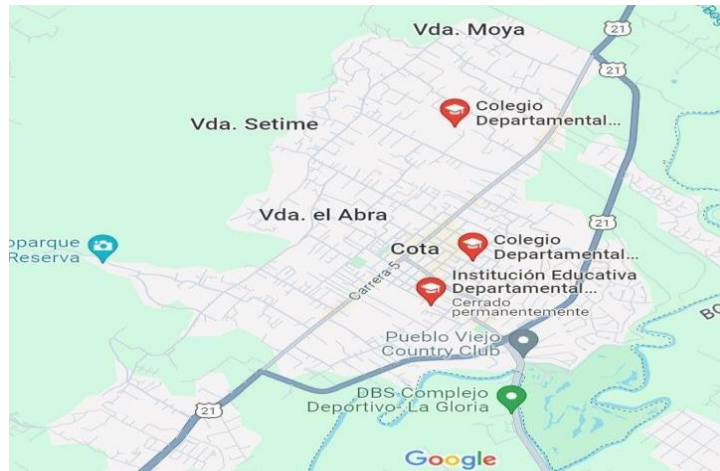 Vda. Moya
21
21
Colegio
Departamental...
Vda. Setime
Vda. el Abra
21
oparque
Reserva
Cota
Colegio
Departamental...
Carrera 5
Institución Educativa
Departamental...
Cerrado
permanentemente
BO
Pueblo Viejo
Country Club
DBS Complejo
Deportivo- La Gloria
21
Google